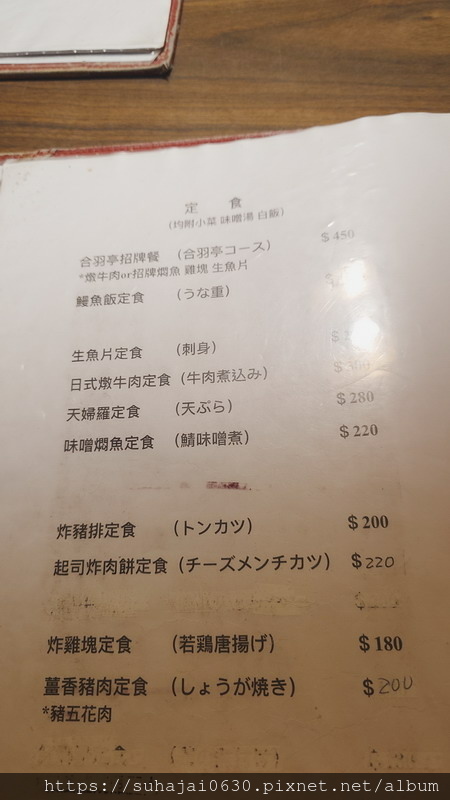 定 食
(均附小菜 味噌湯 白飯)
合羽亭招牌餐 (合羽亭コース) $450
*燉牛肉or招牌燜魚 雞塊 生魚片
鰻魚飯定食 (うな重)
生魚片定食 (刺身) $
日式燉牛肉定食 (牛肉煮込み) $300
天婦羅定食 (天ぷら) $280
味噌燜魚定食 (鯖味噌煮) $220
炸豬排定食 (トンカツ) $200
起司炸肉餅定食 (チーズメンチカツ) $220
炸雞塊定食 (若鶏唐揚げ) $180
薑香豬肉定食 (しょうが焼き) $200
*豬五花肉
https://suhajai0630.pixnet.net/album